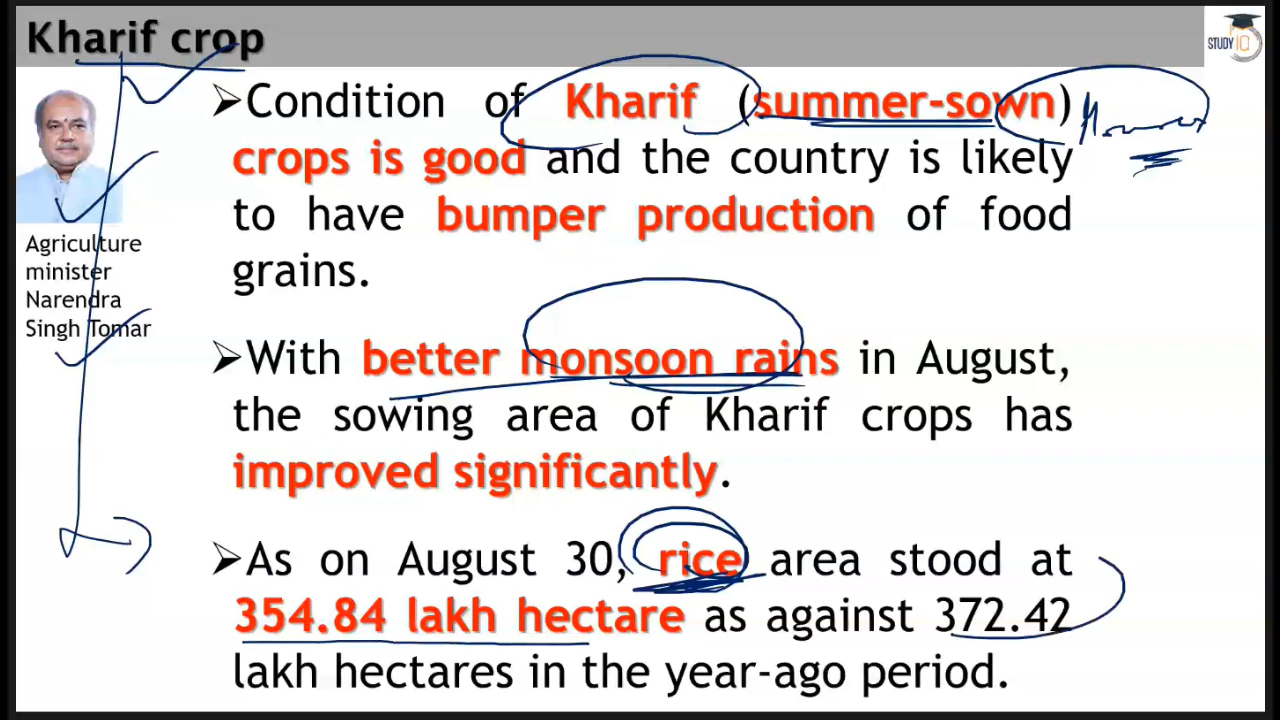 Kharif crop
STUDY IQ
➢Condition of Kharif (summer-sown)
crops is good and the country is likely
to have bumper production of food
grains.
Agriculture
minister
Narendra
Singh Tomar
➢With better monsoon rains in August,
the sowing area of Kharif crops has
improved significantly.
➢As on August 30, rice area stood at
354.84 lakh hectare as against 372.42
lakh hectares in the year-ago period.